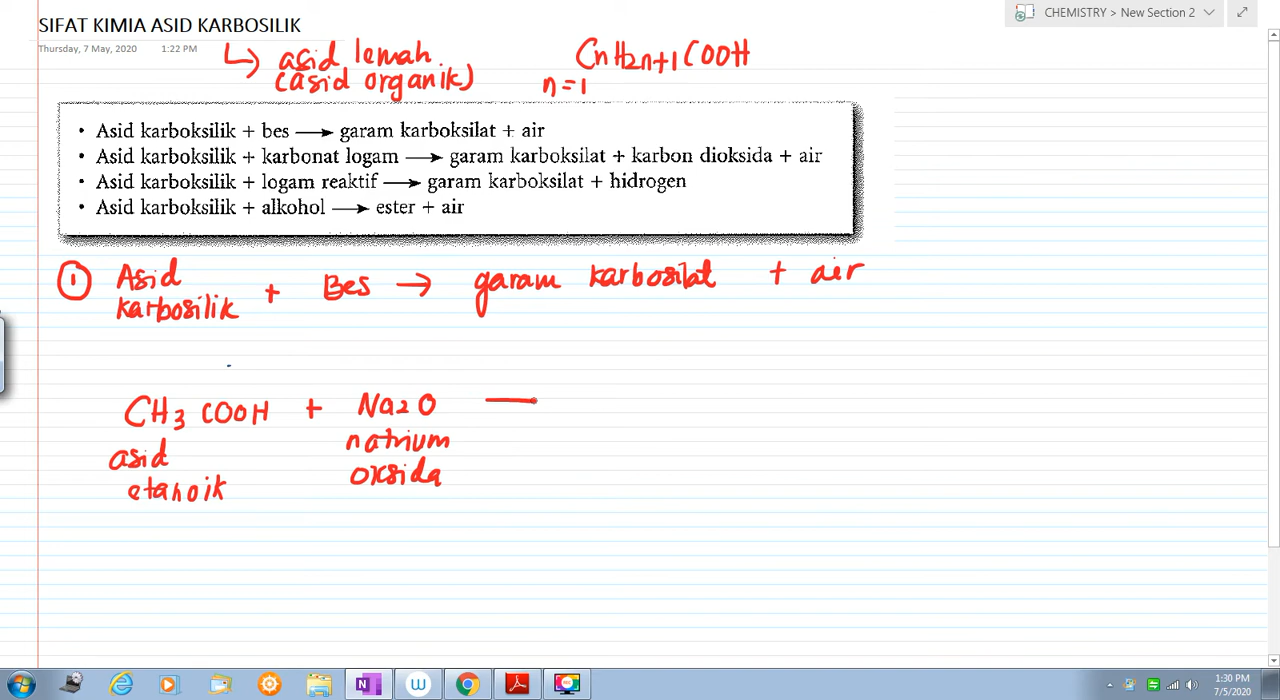 SIFAT KIMIA ASID KARBOSILIK
CHEMISTRY > New Section 2
Thursday, 7 May, 2020 1:22 PM
↳ acid lemah
(asid organik)
CnH2n+1COOH
n=1
• Asid karboksilik + bes → garam karboksilat + air
• Asid karboksilik + karbonat logam → garam karboksilat + karbon dioksida + air
• Asid karboksilik + logam reaktif → garam karboksilat + hidrogen
• Asid karboksilik + alkohol → ester + air
① Asid karbosilik + Bes → garam karbosilat + air
CH3COOH + Na2O —
asid etanoik
natrium oksida
W
1:30 PM
7/5/2020